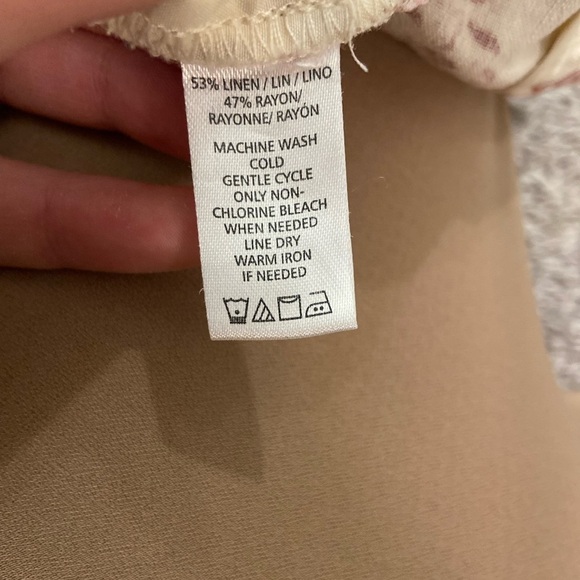 53% LINEN / LIN / LINO
47% RAYON/
RAYONNE/ RAYÓN
MACHINE WASH
COLD
GENTLE CYCLE
ONLY NON-
CHLORINE BLEACH
WHEN NEEDED
LINE DRY
WARM IRON
IF NEEDED